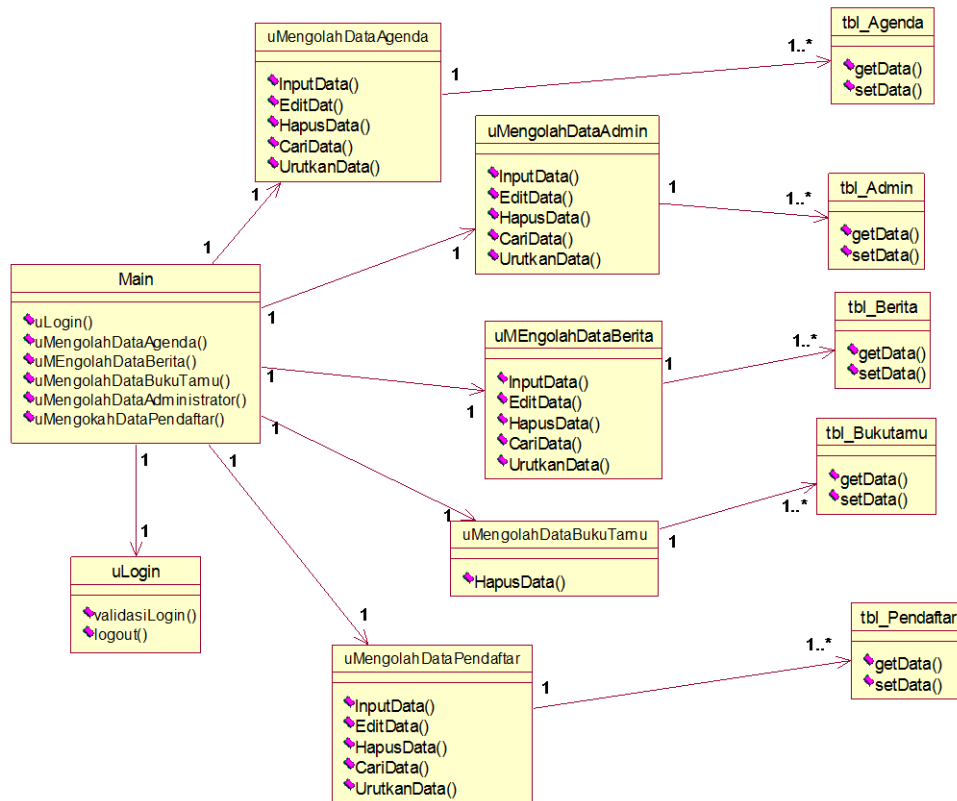 uMengolahDataAgenda
InputData()
EditDat()
HapusData()
CariData()
UrutkanData()
1
1..*
tbl_Agenda
getData()
setData()
1
1
uMengolahDataAdmin
InputData()
EditData()
HapusData()
CariData()
UrutkanData()
1
1..*
tbl_Admin
getData()
setData()
1
1
Main
uLogin()
uMengolahDataAgenda()
uMEngolahDataBerita()
uMengolahDataBukuTamu()
uMengolahDataAdministrator()
uMengokahDataPendaftar()
uMEngolahDataBerita
InputData()
EditData()
HapusData()
CariData()
UrutkanData()
1
1..*
tbl_Berita
getData()
setData()
1
1
1
1
uMengolahDataBukuTamu
HapusData()
1
1..*
tbl_Bukutamu
getData()
setData()
1
1
uLogin
validasiLogin()
logout()
1
1
uMengolahDataPendaftar
InputData()
EditData()
HapusData()
CariData()
UrutkanData()
1
1..*
tbl_Pendaftar
getData()
setData()